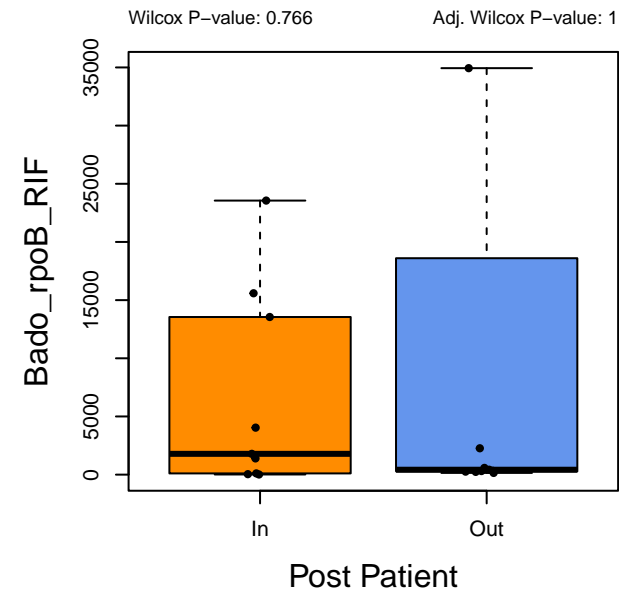 Wilcox P−value: 0.766
Adj. Wilcox P−value: 1
Bado_rpoB_RIF
35000
25000
15000
5000
0
In
Out
Post Patient